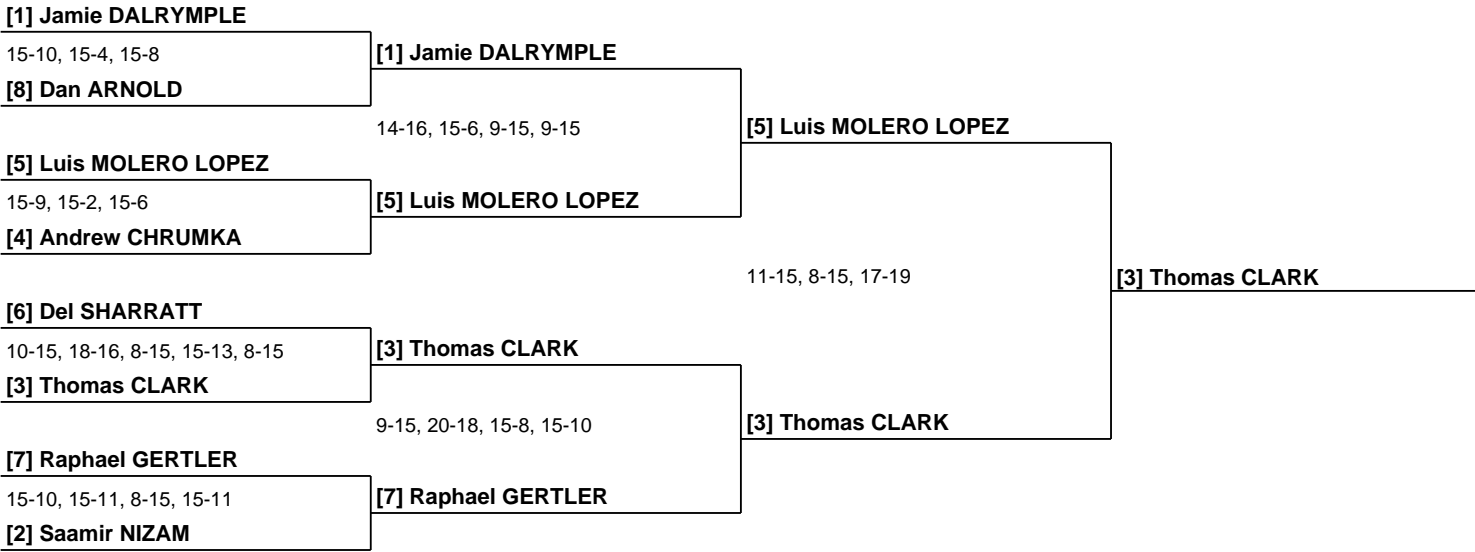 [1] Jamie DALRYMPLE
15-10, 15-4, 15-8
[8] Dan ARNOLD
[1] Jamie DALRYMPLE
14-16, 15-6, 9-15, 9-15
[5] Luis MOLERO LOPEZ
[5] Luis MOLERO LOPEZ
15-9, 15-2, 15-6
[4] Andrew CHRUMKA
[5] Luis MOLERO LOPEZ
11-15, 8-15, 17-19
[3] Thomas CLARK
[6] Del SHARRATT
10-15, 18-16, 8-15, 15-13, 8-15
[3] Thomas CLARK
[3] Thomas CLARK
9-15, 20-18, 15-8, 15-10
[3] Thomas CLARK
[7] Raphael GERTLER
15-10, 15-11, 8-15, 15-11
[2] Saamir NIZAM
[7] Raphael GERTLER